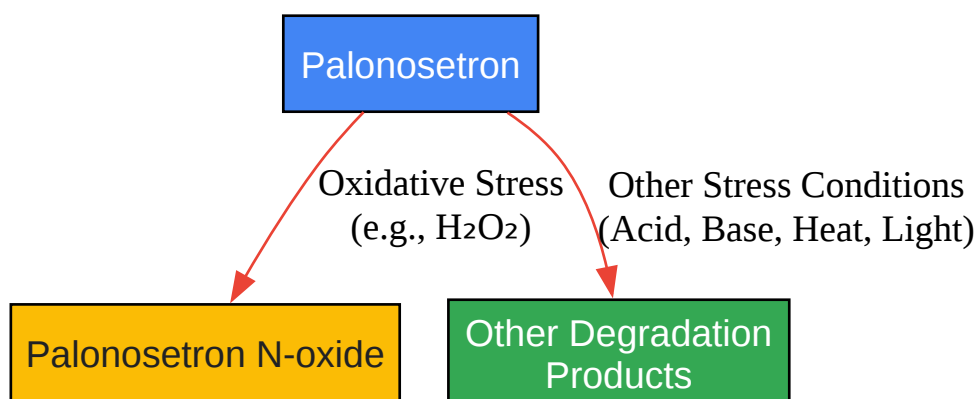 Palonosetron
Oxidative Stress
(e.g., H₂O₂)
Other Stress Conditions
(Acid, Base, Heat, Light)
Palonosetron N-oxide
Other Degradation
Products